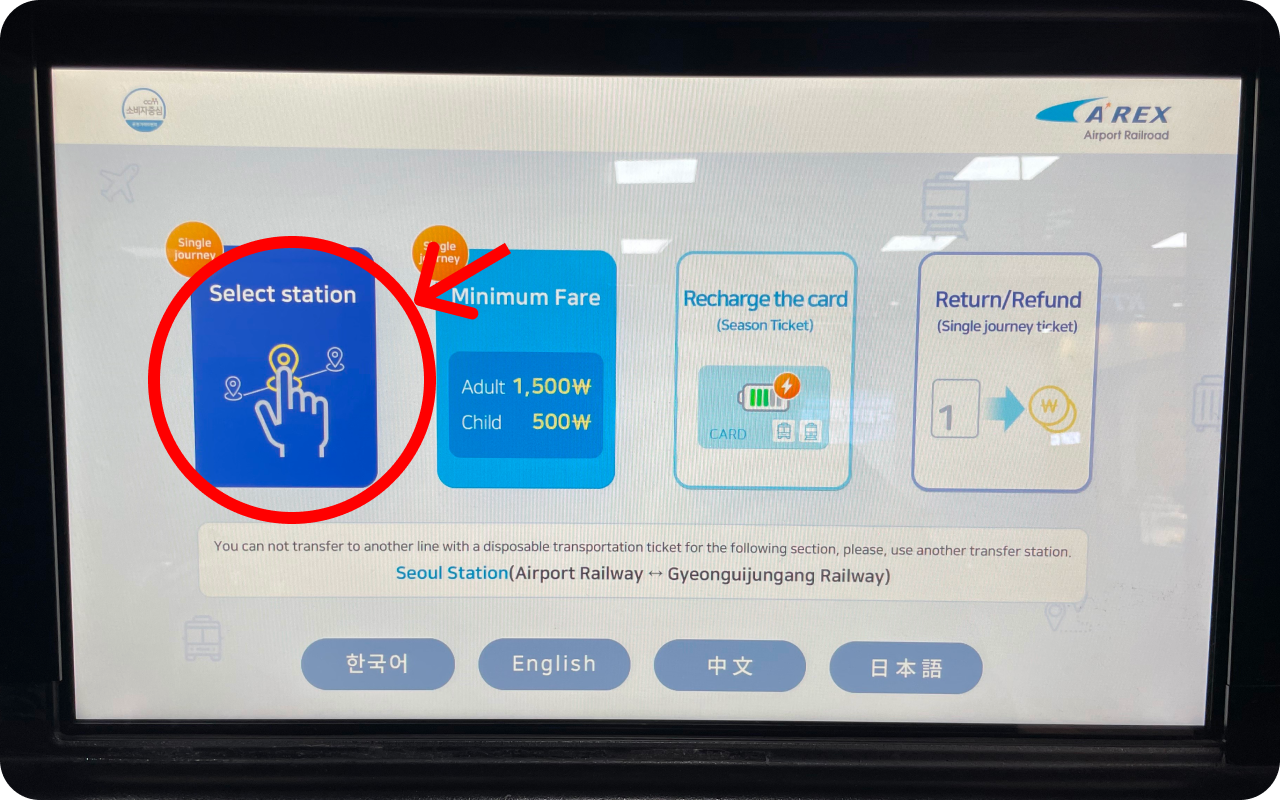 소비자중심
A'REX
Airport Railroad
Single
journey
Select station
Single
journey
Minimum Fare
Adult 1,500₩
Child 500₩
Recharge the card
(Season Ticket)
CARD
Return/Refund
(Single journey ticket)
1
₩
You can not transfer to another line with a disposable transportation ticket for the following section, please, use another transfer station.
Seoul Station(Airport Railway ↔ Gyeonguijungang Railway)
한국어
English
中文
日本語